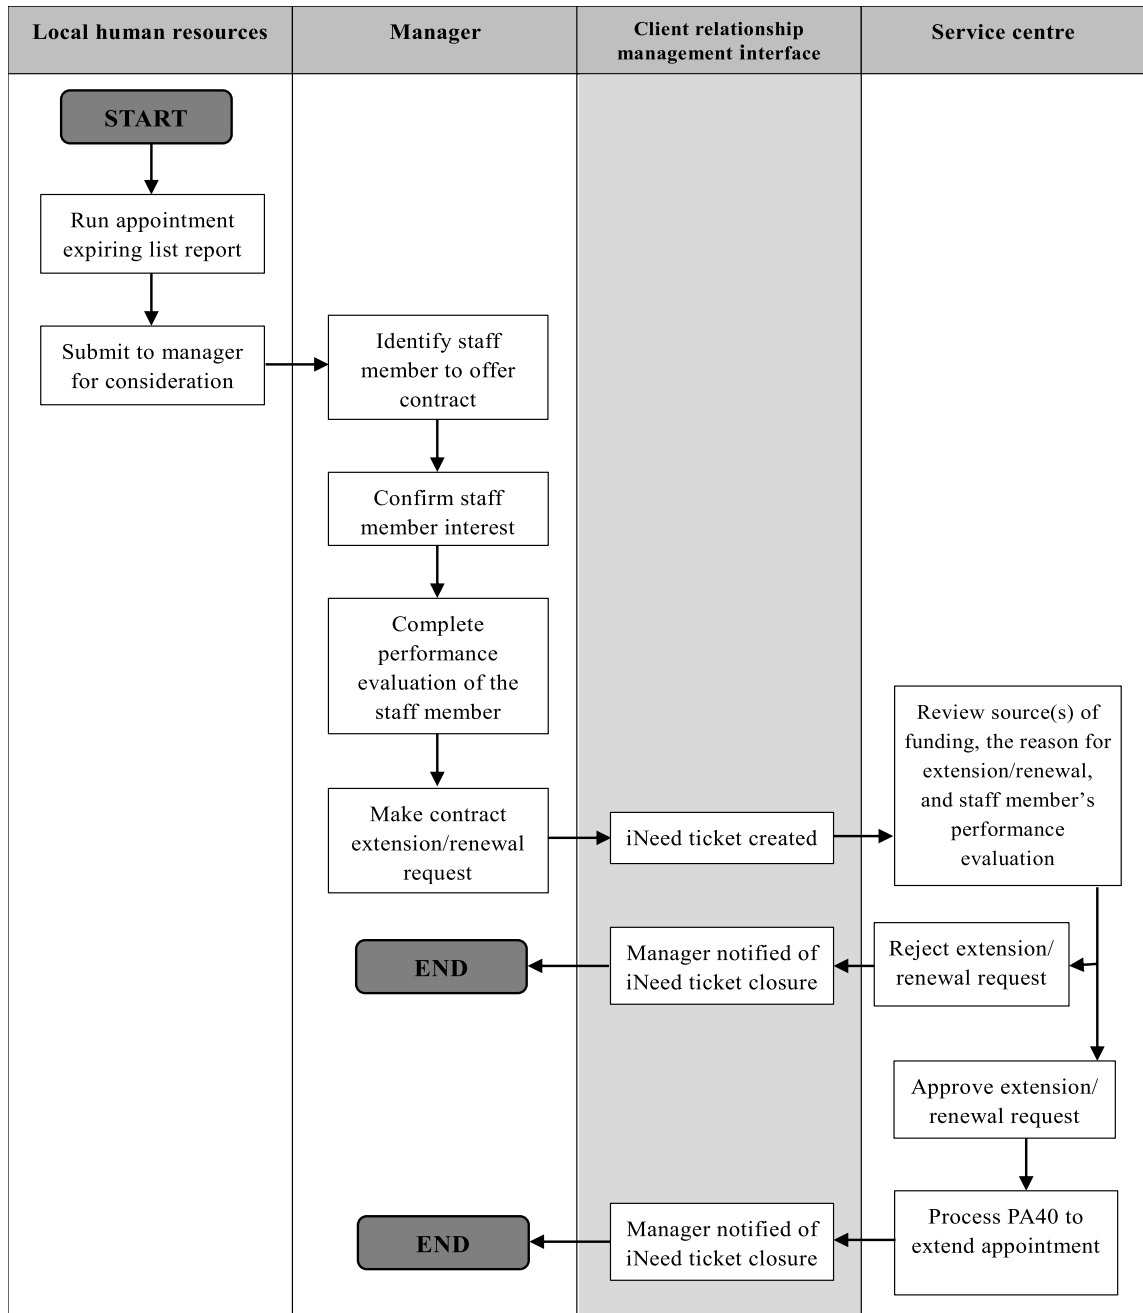 Local human resources
Manager
Client relationship
management interface
Service centre
START
Run appointment
expiring list report
Submit to manager
for consideration
Identify staff
member to offer
contract
Confirm staff
member interest
Complete
performance
evaluation of the
staff member
Make contract
extension/renewal
request
iNeed ticket created
Review source(s) of
funding, the reason for
extension/renewal,
and staff member’s
performance
evaluation
Reject extension/
renewal request
Manager notified of
iNeed ticket closure
END
Approve extension/
renewal request
Process PA40 to
extend appointment
Manager notified of
iNeed ticket closure
END